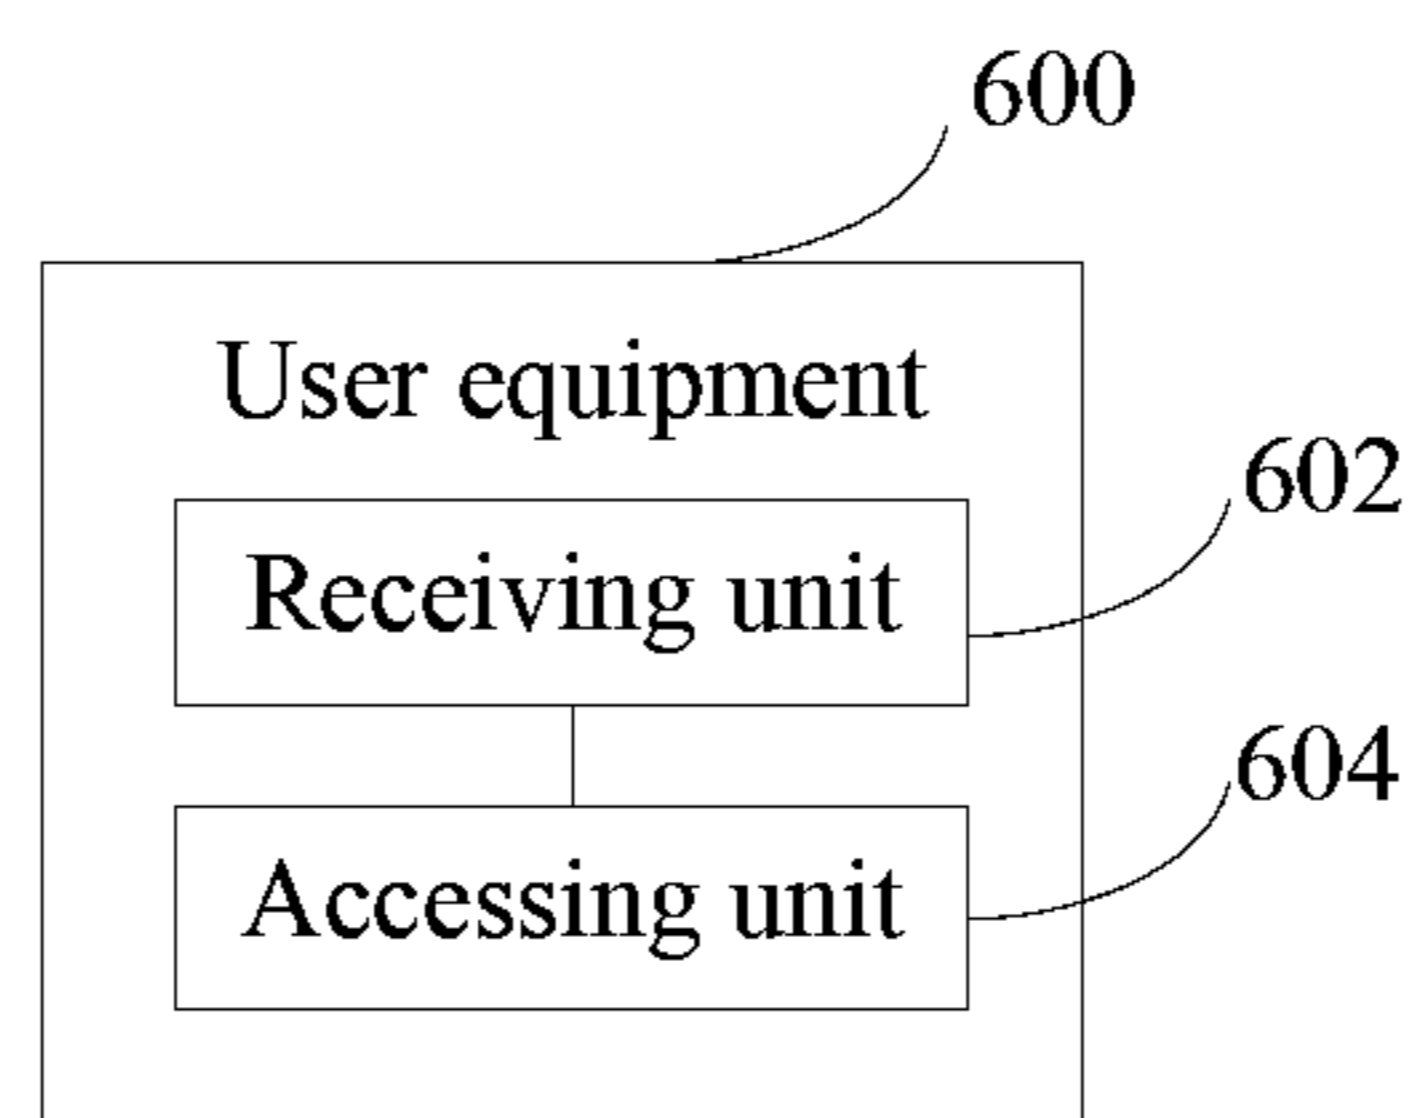 600
User equipment
602
Receiving unit
604
Accessing unit